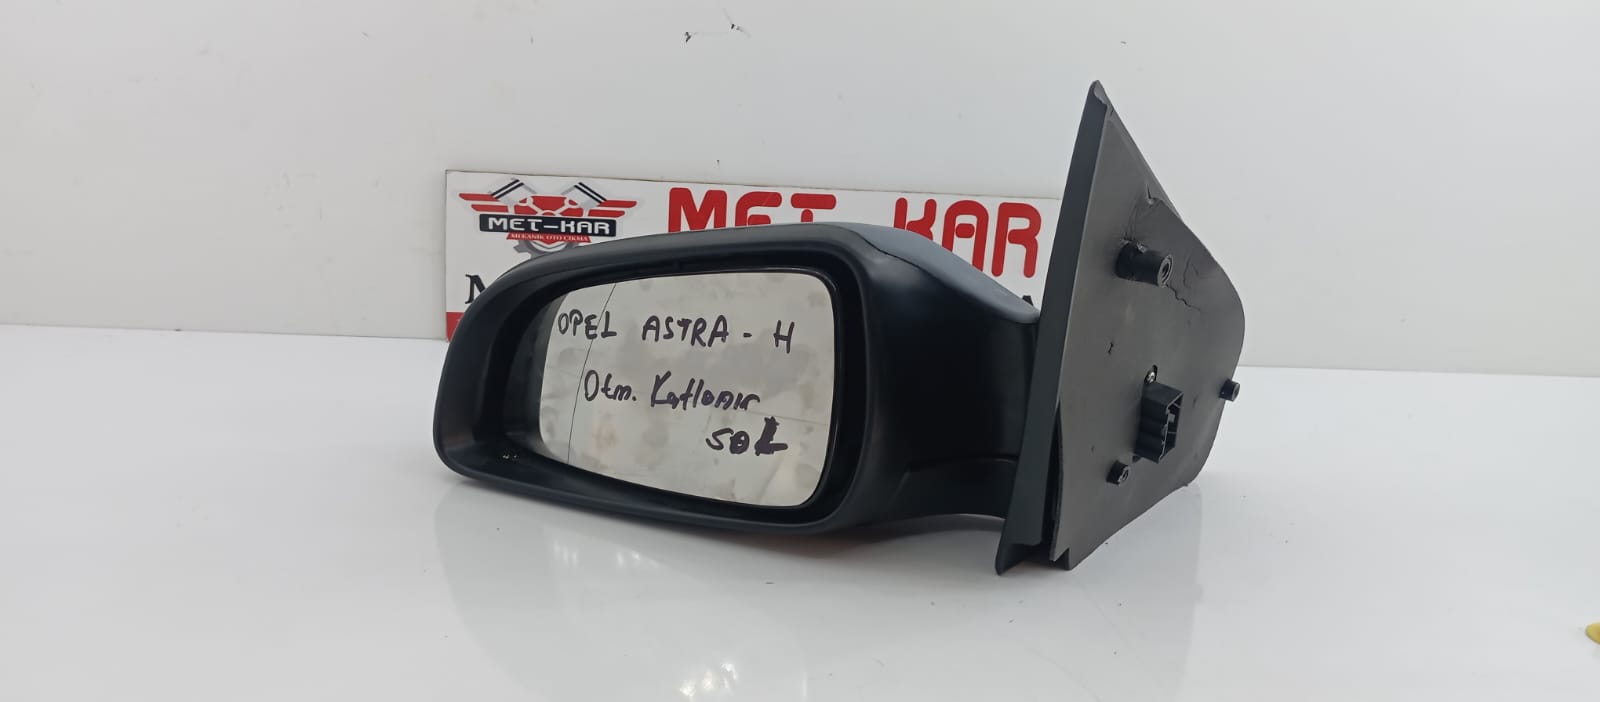 MET-KAR
MEKANİK OTO ÇIKMA
MET-KAR
OPEL ASTRA - H
Otm. Katlanır
SOL